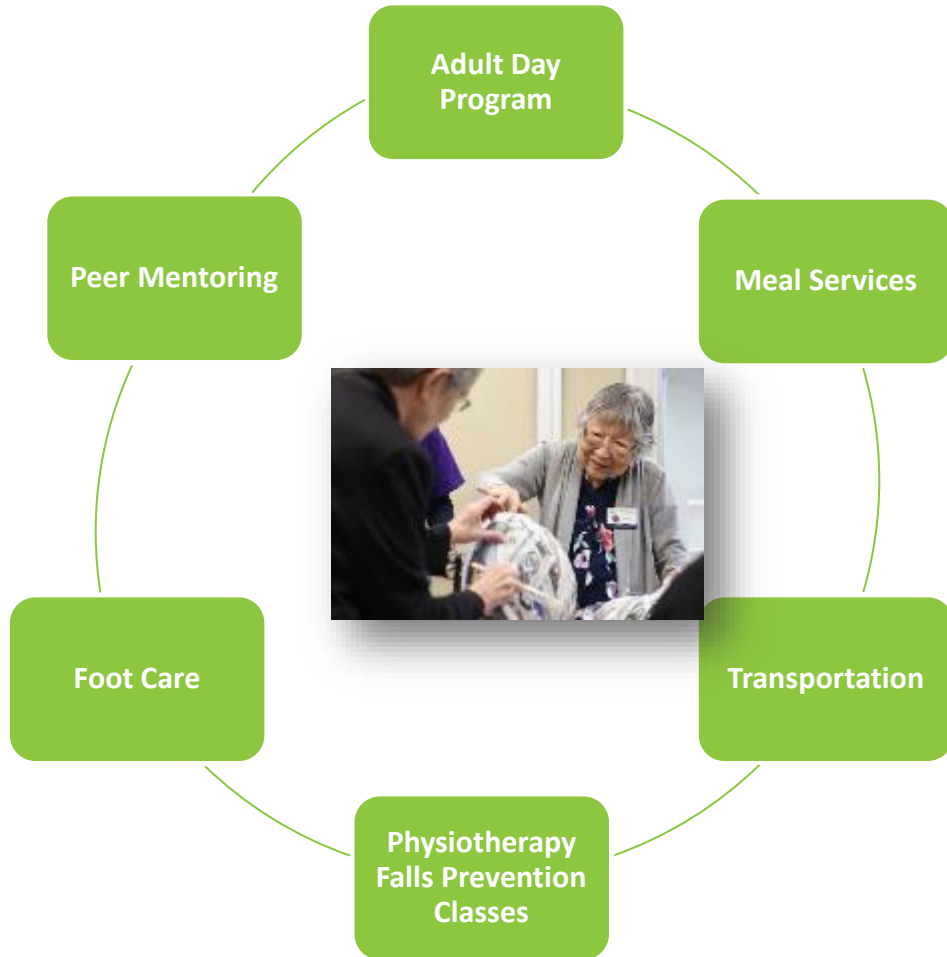 Adult Day
Program
Meal Services
Transportation
Physiotherapy
Falls Prevention
Classes
Foot Care
Peer Mentoring